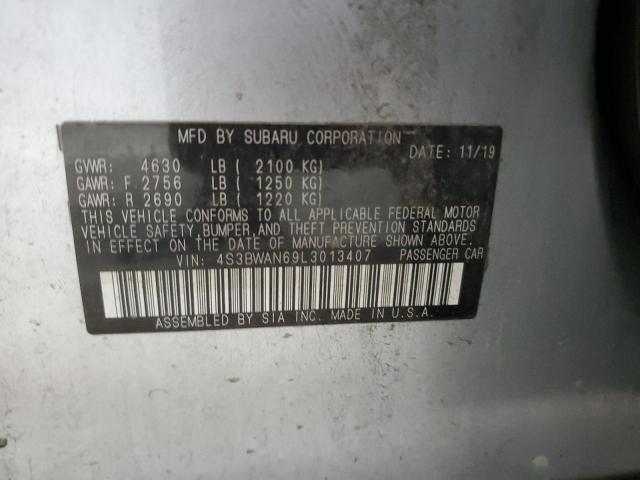 MFD BY SUBARU CORPORATION
DATE: 11/19
GVWR: 4630 LB ( 2100 KG)
GAWR: F 2756 LB ( 1250 KG)
GAWR: R 2690 LB ( 1220 KG)
THIS VEHICLE CONFORMS TO ALL APPLICABLE FEDERAL MOTOR
VEHICLE SAFETY, BUMPER, AND THEFT PREVENTION STANDARDS
IN EFFECT ON THE DATE OF MANUFACTURE SHOWN ABOVE.
VIN: 4S3BWAN69L3013407 PASSENGER CAR
ASSEMBLED BY SIA INC. MADE IN U.S.A.